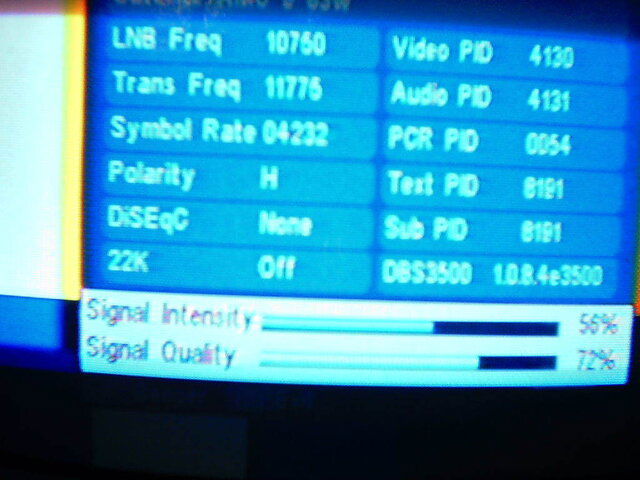 LNB Freq 10750 Video PID 4130
Trans Freq 11775 Audio PID 4131
Symbol Rate 04232 PCR PID 0054
Polarity H Text PID 8191
DiSEqC None Sub PID 8191
22K Off DBS3500 1.0.8.4e3500
Signal Intensity 56%
Signal Quality 72%